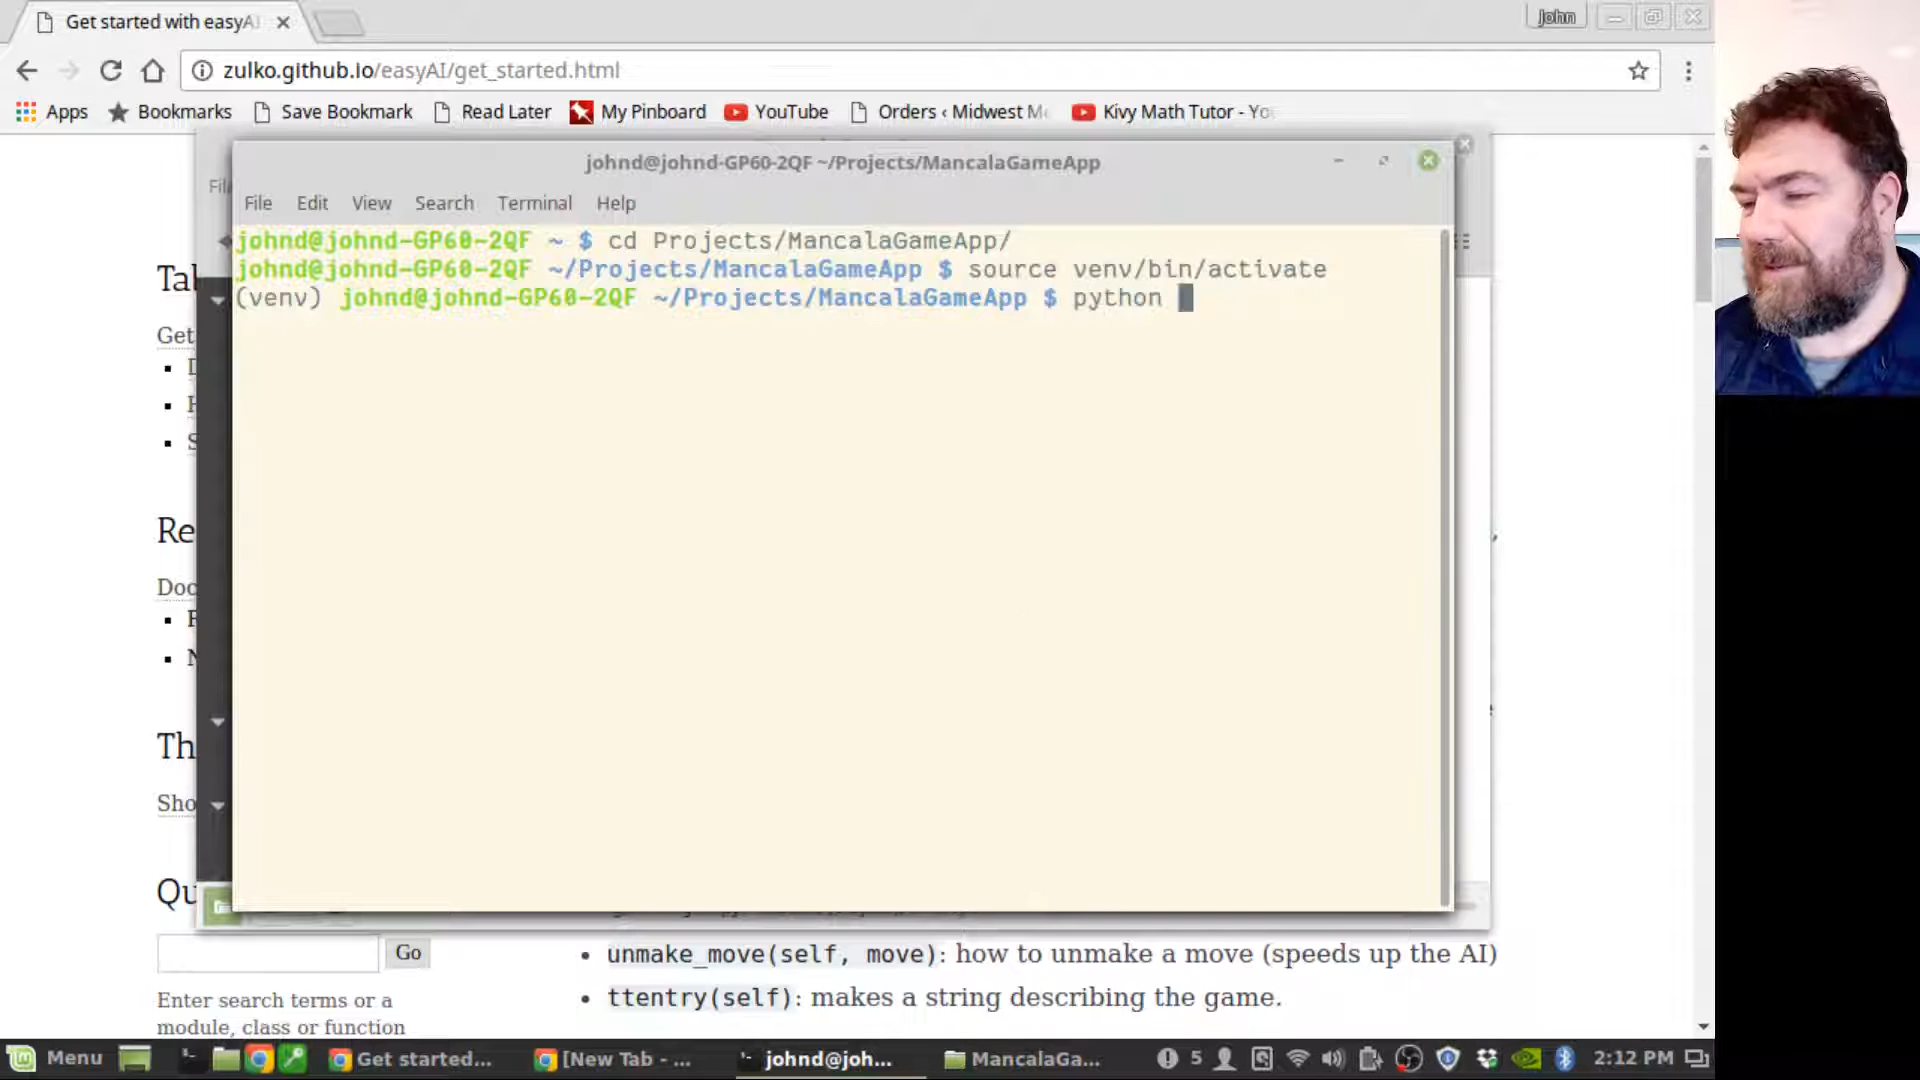 Get started with easyAI
John
zulko.github.io/easyAI/get_started.html
Apps Bookmarks Save Bookmark Read Later My Pinboard YouTube Orders ‹ Midwest M Kivy Math Tutor - Yo
johnd@johnd-GP60-2QF ~/Projects/MancalaGameApp
File Edit View Search Terminal Help
johnd@johnd-GP60-2QF ~ $ cd Projects/MancalaGameApp/
johnd@johnd-GP60-2QF ~/Projects/MancalaGameApp $ source venv/bin/activate
(venv) johnd@johnd-GP60-2QF ~/Projects/MancalaGameApp $ python
Tal
Get
Re
Doc
Th
Sho
Qu
Go
Enter search terms or a
module, class or function
unmake_move(self, move): how to unmake a move (speeds up the AI)
ttentry(self): makes a string describing the game.
Menu Get started... [New Tab - ... johnd@joh... MancalaGa... 5 2:12 PM